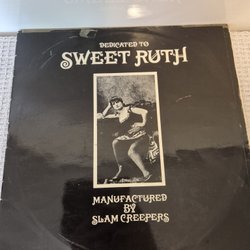 DEDICATED TO
SWEET RUTH
MANUFACTURED
BY
SLAM CREEPERS